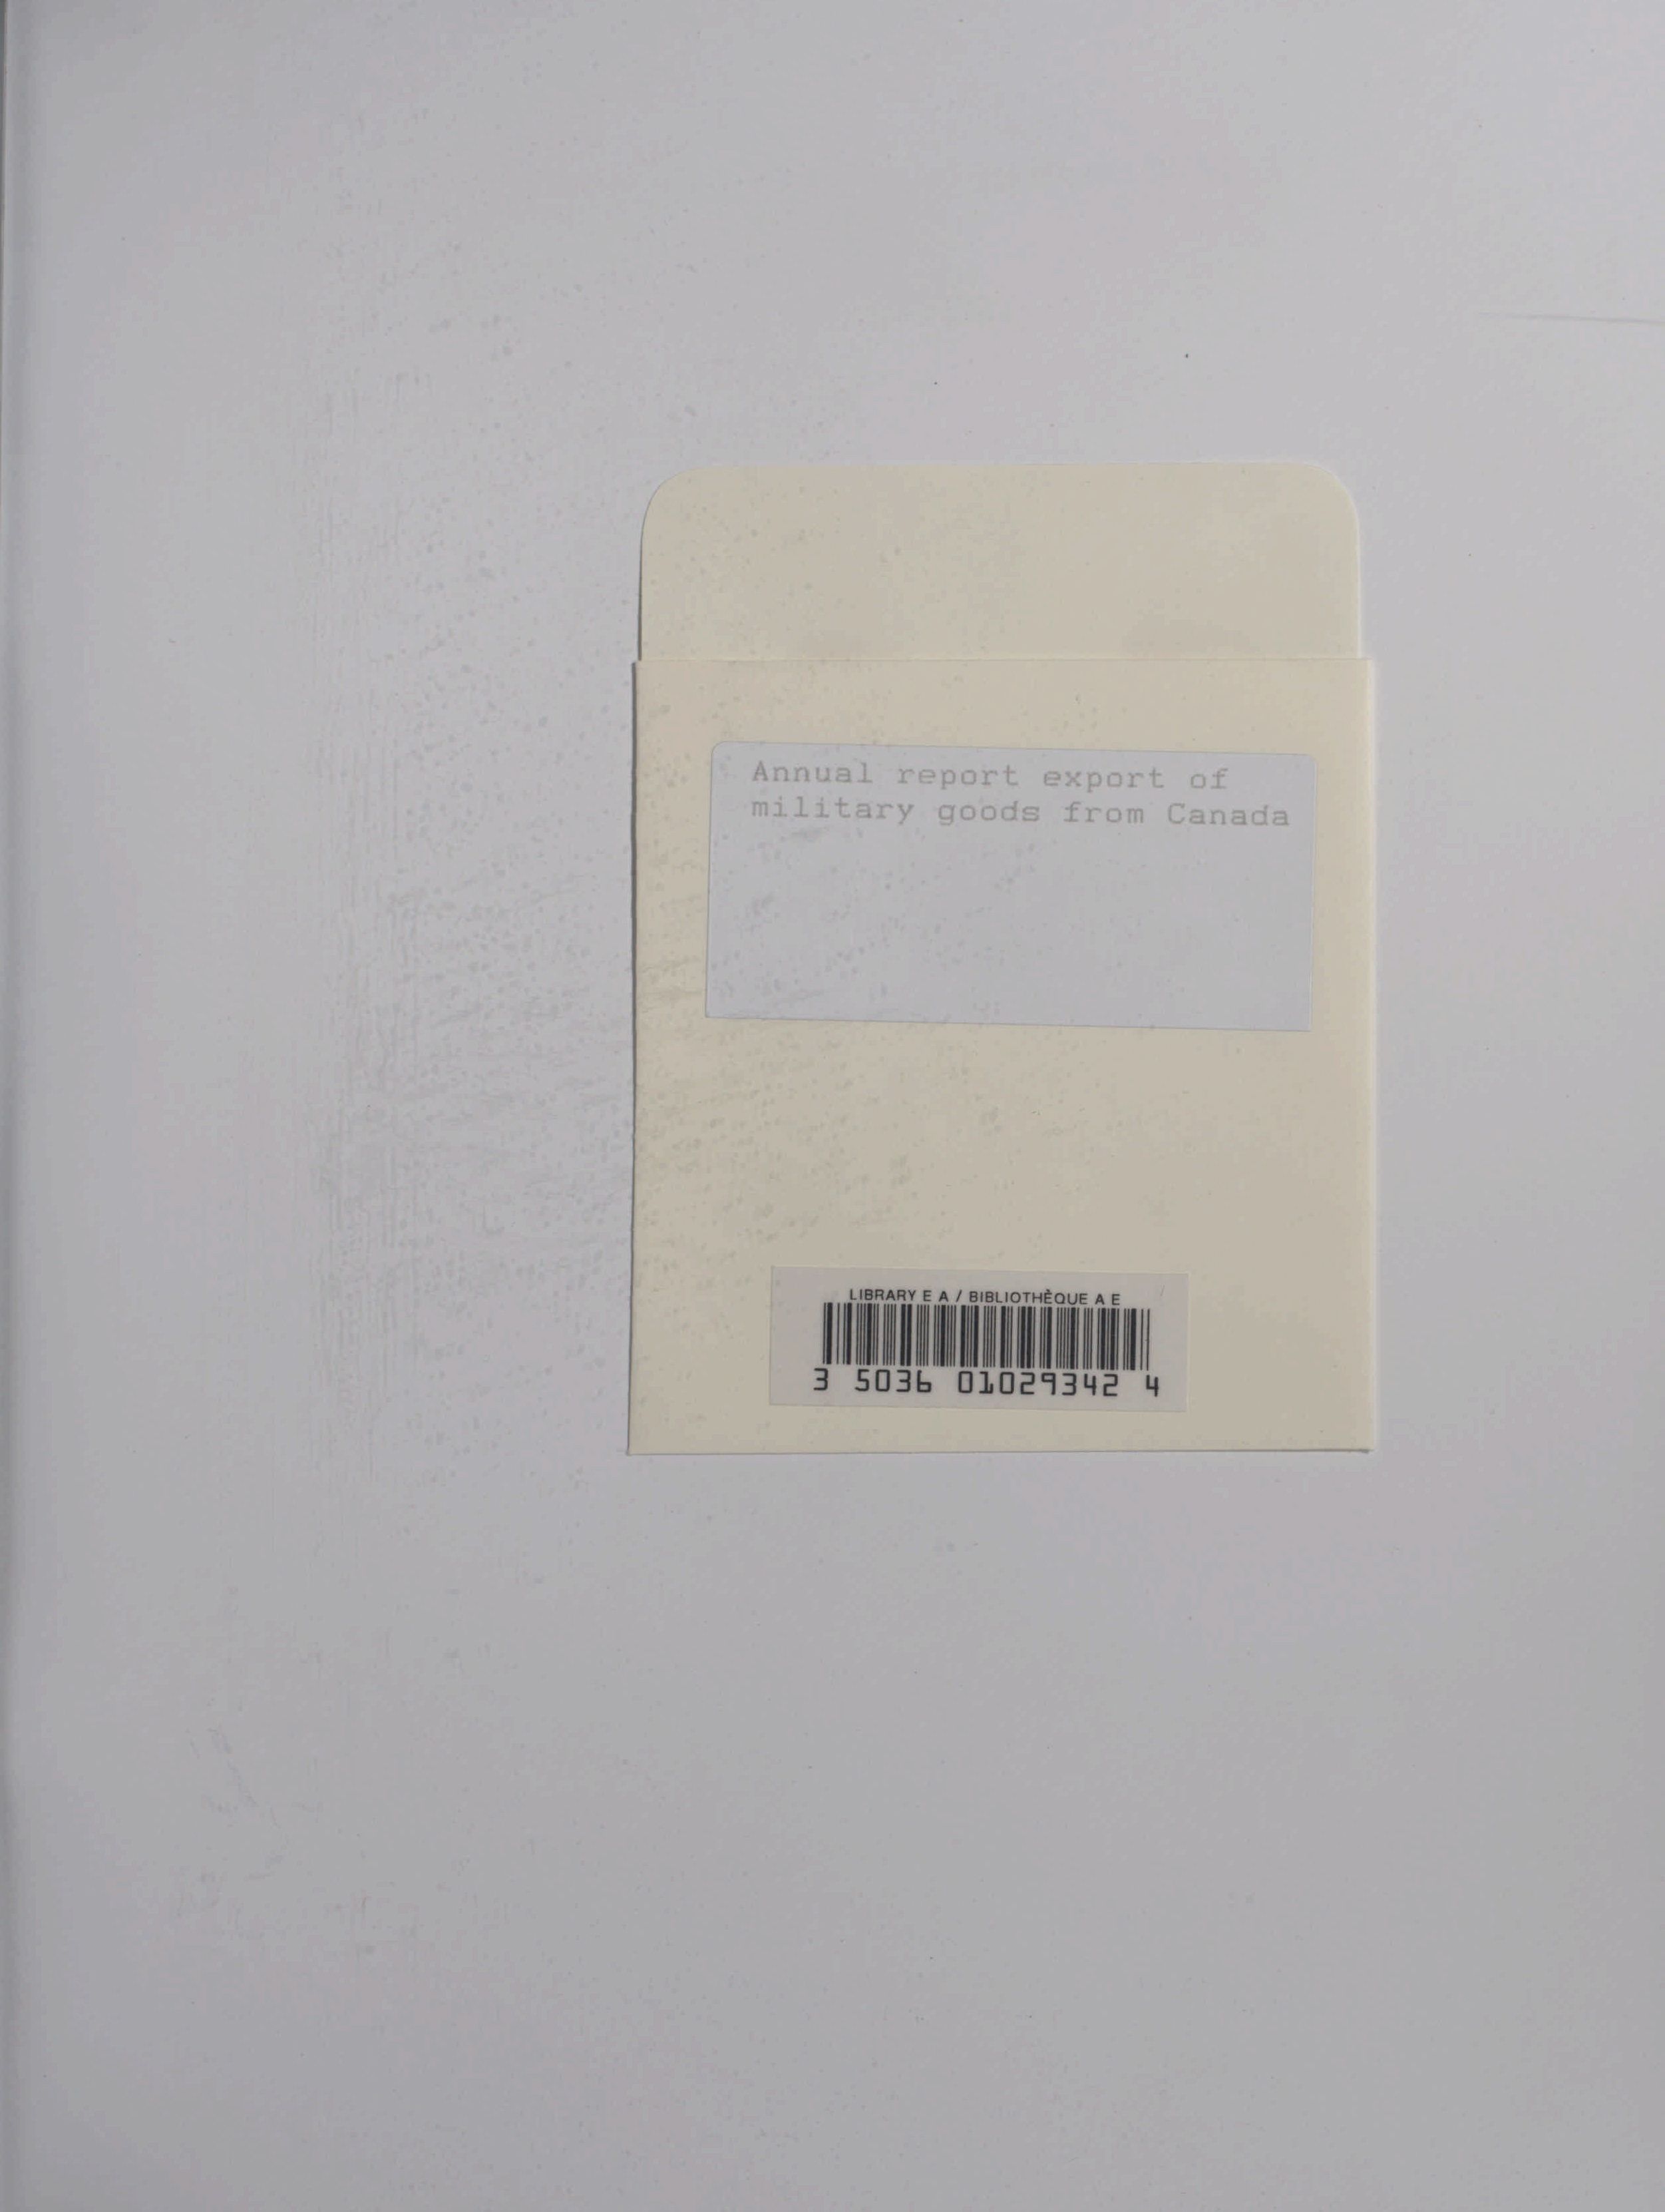 Annual report export of
military goods from Canada
LIBRARY E A / BIBLIOTHÈQUE A E
3 5036 01029342 4